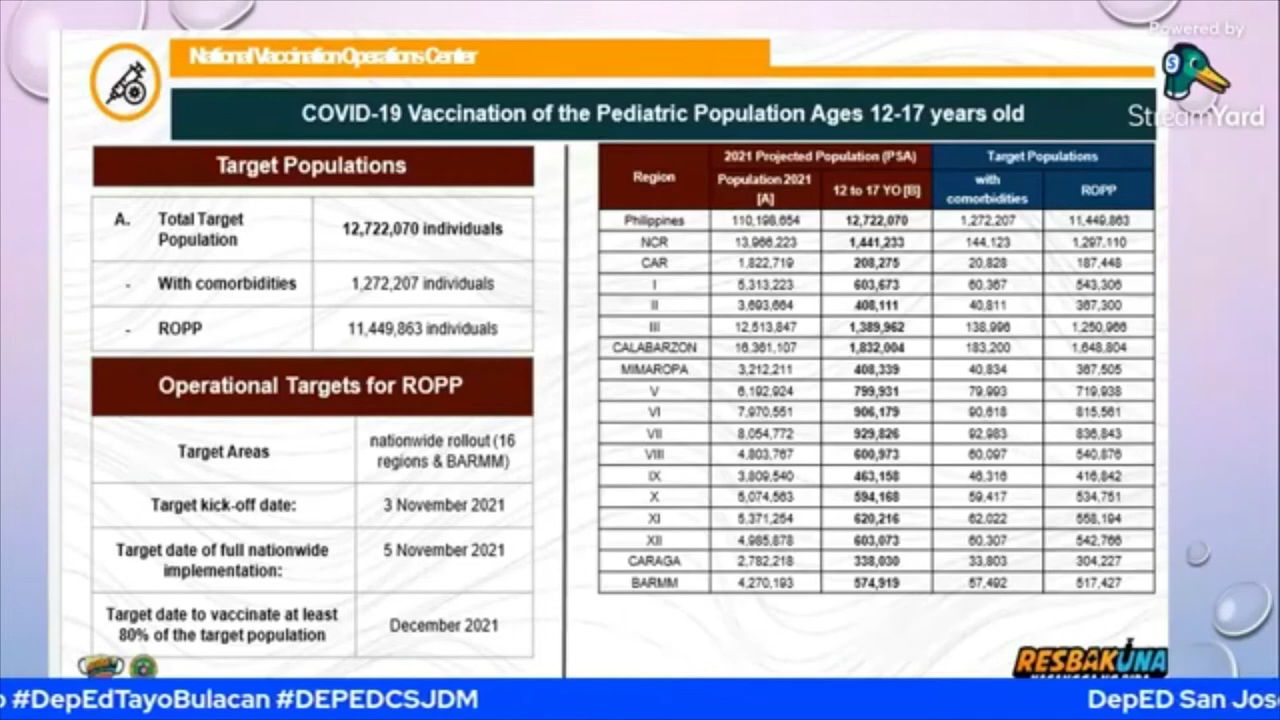 Powered by
StreamYard
National Vaccination Operations Center
COVID-19 Vaccination of the Pediatric Population Ages 12-17 years old
Target Populations
A. Total Target Population 12,722,070 individuals
- With comorbidities 1,272,207 individuals
- ROPP 11,449,863 individuals
Operational Targets for ROPP
Target Areas nationwide rollout (16 regions & BARMM)
Target kick-off date: 3 November 2021
Target date of full nationwide implementation: 5 November 2021
Target date to vaccinate at least 80% of the target population December 2021
Region 2021 Projected Population (PSA) Target Populations
Population 2021 [A] 12 to 17 YO [B] with comorbidities ROPP
Philippines 110,198,654 12,722,070 1,272,207 11,449,863
NCR 13,966,223 1,441,233 144,123 1,297,110
CAR 1,822,719 208,275 20,828 187,448
I 5,313,223 603,673 60,367 543,306
II 3,693,664 408,111 40,811 367,300
III 12,513,847 1,389,962 138,996 1,250,966
CALABARZON 16,361,107 1,832,004 183,200 1,648,804
MIMAROPA 3,212,211 408,339 40,834 367,505
V 6,192,924 799,931 79,993 719,938
VI 7,970,551 906,179 90,618 815,561
VII 8,054,772 929,826 92,983 836,843
VIII 4,803,767 600,973 60,097 540,876
IX 3,809,540 463,158 46,316 416,842
X 5,074,563 594,168 59,417 534,751
XI 5,371,254 620,216 62,022 558,194
XII 4,985,878 603,073 60,307 542,766
CARAGA 2,782,218 338,030 33,803 304,227
BARMM 4,270,193 574,919 57,492 517,427
RESBAKUNA
#DepEdTayoBulacan #DEPEDCSJDM DepED San Jos